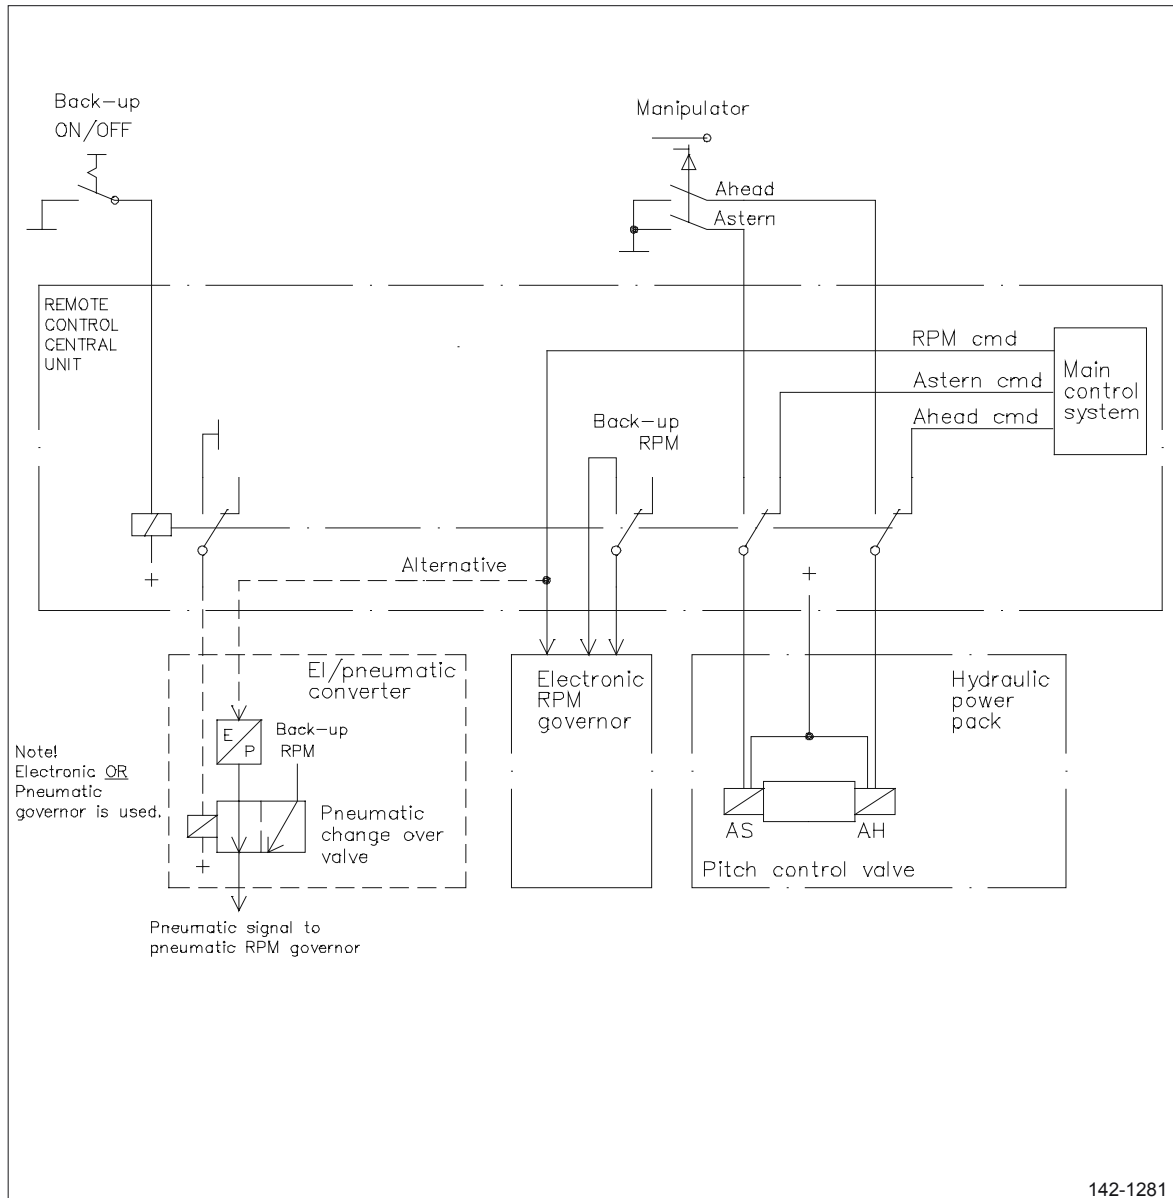 Back-up
ON/OFF
Manipulator
Ahead
Astern
REMOTE
CONTROL
CENTRAL
UNIT
RPM cmd
Astern cmd
Ahead cmd
Main
control
system
Back-up
RPM
+
Alternative
+
El/pneumatic
converter
E
P
Back-up
RPM
+
Pneumatic
change over
valve
Electronic
RPM
governor
Hydraulic
power
pack
AS
AH
Pitch control valve
Note!
Electronic OR
Pneumatic
governor is used.
Pneumatic signal to
pneumatic RPM governor
142-1281